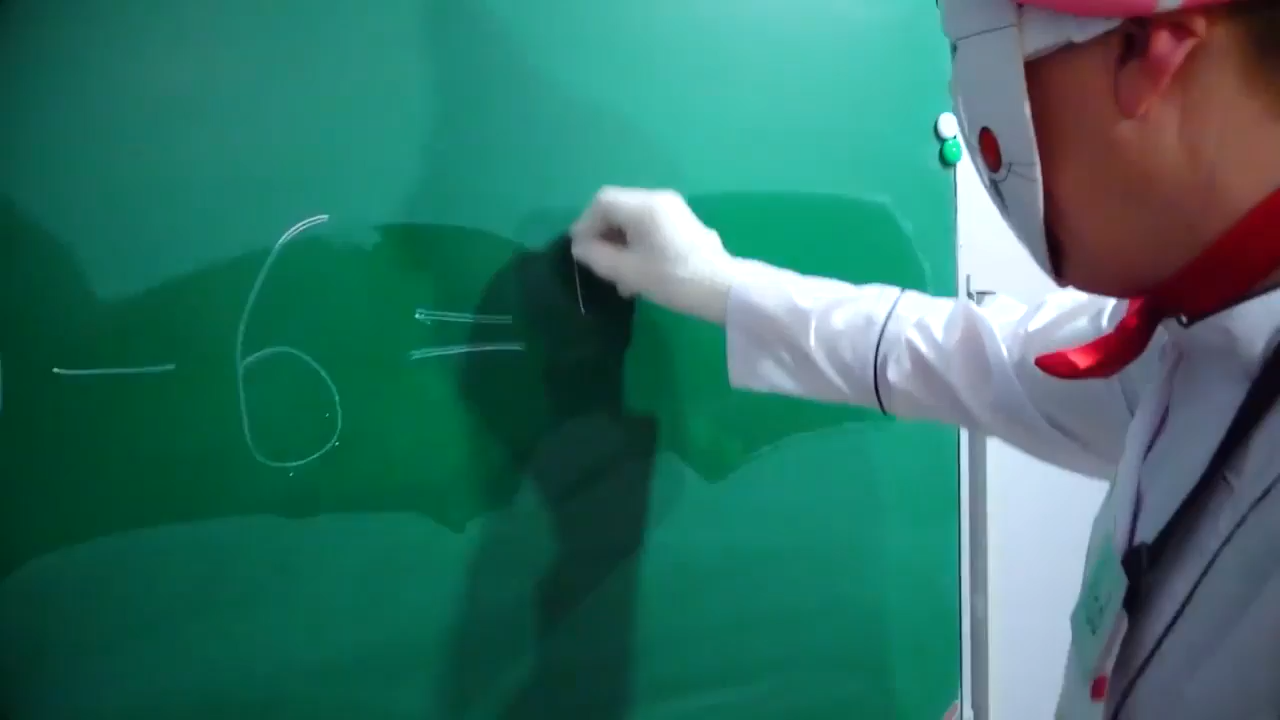 − 6 =